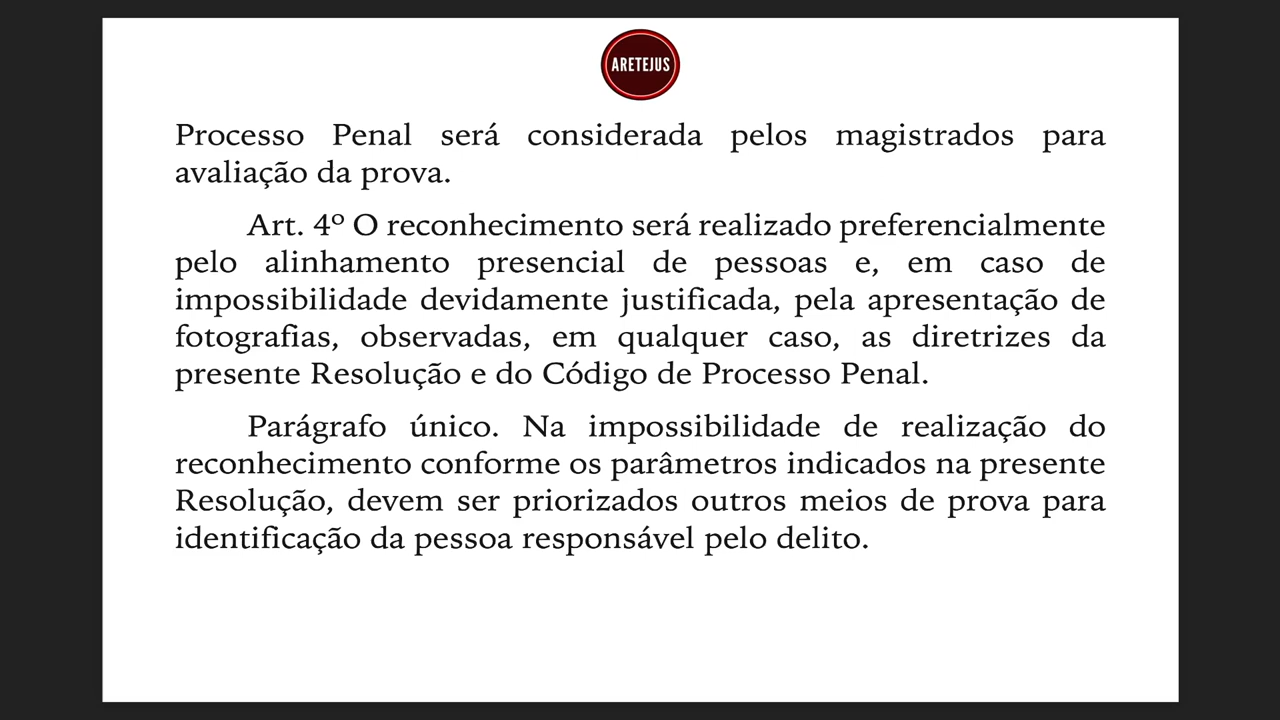 ARETEJUS
Processo Penal será considerada pelos magistrados para
avaliação da prova.
Art. 4º O reconhecimento será realizado preferencialmente
pelo alinhamento presencial de pessoas e, em caso de
impossibilidade devidamente justificada, pela apresentação de
fotografias, observadas, em qualquer caso, as diretrizes da
presente Resolução e do Código de Processo Penal.
Parágrafo único. Na impossibilidade de realização do
reconhecimento conforme os parâmetros indicados na presente
Resolução, devem ser priorizados outros meios de prova para
identificação da pessoa responsável pelo delito.